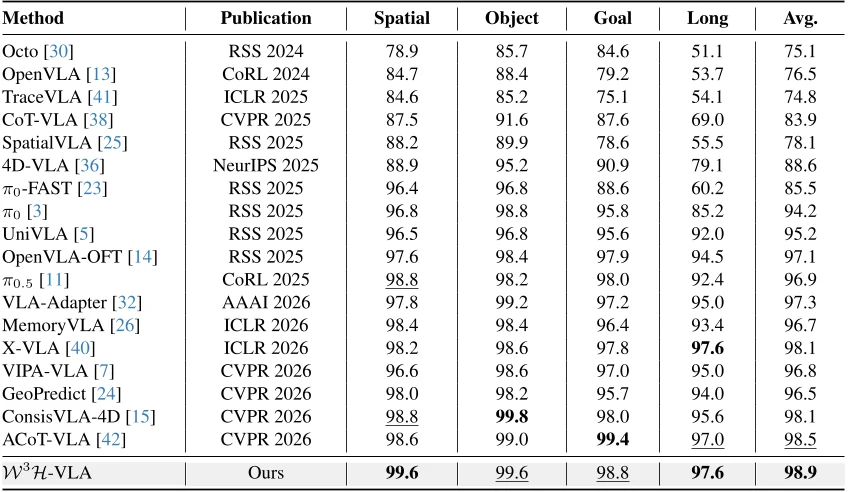 Method Publication Spatial Object Goal Long Avg.
Octo [30] RSS 2024 78.9 85.7 84.6 51.1 75.1
OpenVLA [13] CoRL 2024 84.7 88.4 79.2 53.7 76.5
TraceVLA [41] ICLR 2025 84.6 85.2 75.1 54.1 74.8
CoT-VLA [38] CVPR 2025 87.5 91.6 87.6 69.0 83.9
SpatialVLA [25] RSS 2025 88.2 89.9 78.6 55.5 78.1
4D-VLA [36] NeurIPS 2025 88.9 95.2 90.9 79.1 88.6
π₀-FAST [23] RSS 2025 96.4 96.8 88.6 60.2 85.5
π₀ [3] RSS 2025 96.8 98.8 95.8 85.2 94.2
UniVLA [5] RSS 2025 96.5 96.8 95.6 92.0 95.2
OpenVLA-OFT [14] RSS 2025 97.6 98.4 97.9 94.5 97.1
π₀.₅ [11] CoRL 2025 98.8 98.2 98.0 92.4 96.9
VLA-Adapter [32] AAAI 2026 97.8 99.2 97.2 95.0 97.3
MemoryVLA [26] ICLR 2026 98.4 98.4 96.4 93.4 96.7
X-VLA [40] ICLR 2026 98.2 98.6 97.8 97.6 98.1
VIPA-VLA [7] CVPR 2026 96.6 98.6 97.0 95.0 96.8
GeoPredict [24] CVPR 2026 98.0 98.2 95.7 94.0 96.5
ConsisVLA-4D [15] CVPR 2026 98.8 99.8 98.0 95.6 98.1
ACoT-VLA [42] CVPR 2026 98.6 99.0 99.4 97.0 98.5
𝒲³ℋ-VLA Ours 99.6 99.6 98.8 97.6 98.9